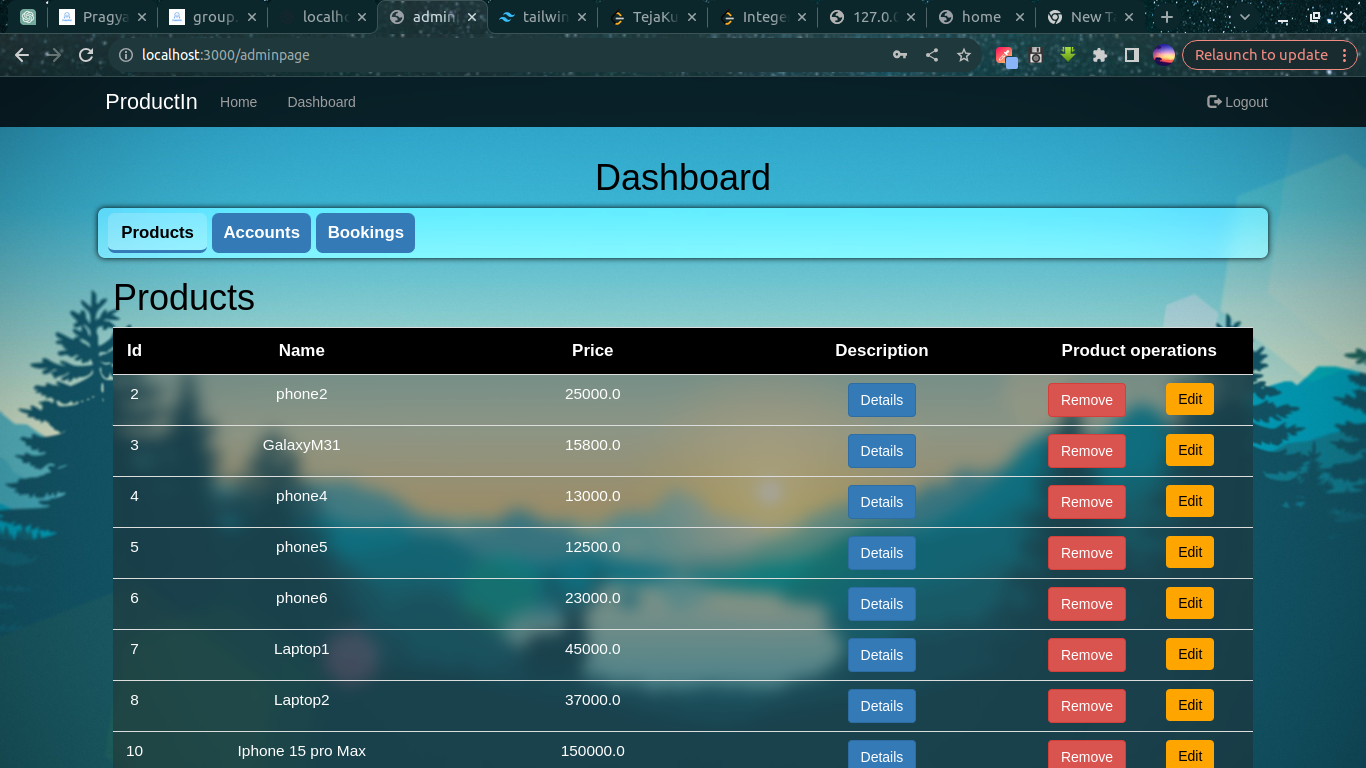 Pragya group. localho admin tailwin TejaKu Intege 127.0.0 home New Ta
localhost:3000/adminpage Relaunch to update
ProductIn Home Dashboard Logout
Dashboard
Products Accounts Bookings
Products
Id Name Price Description Product operations
2 phone2 25000.0 Details Remove Edit
3 GalaxyM31 15800.0 Details Remove Edit
4 phone4 13000.0 Details Remove Edit
5 phone5 12500.0 Details Remove Edit
6 phone6 23000.0 Details Remove Edit
7 Laptop1 45000.0 Details Remove Edit
8 Laptop2 37000.0 Details Remove Edit
10 Iphone 15 pro Max 150000.0 Details Remove Edit